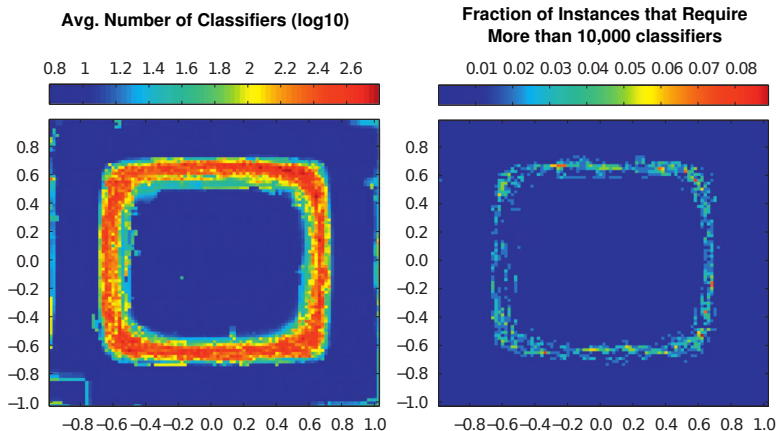 Avg. Number of Classifiers (log10)
0.8 1 1.2 1.4 1.6 1.8 2 2.2 2.4 2.6
0.8
0.6
0.4
0.2
0.0
−0.2
−0.4
−0.6
−0.8
−1.0
−0.8−0.6−0.4−0.2 0.0 0.2 0.4 0.6 0.8 1.0
Fraction of Instances that Require
More than 10,000 classifiers
0.01 0.02 0.03 0.04 0.05 0.06 0.07 0.08
0.8
0.6
0.4
0.2
0.0
−0.2
−0.4
−0.6
−0.8
−1.0
−0.8−0.6−0.4−0.2 0.0 0.2 0.4 0.6 0.8 1.0